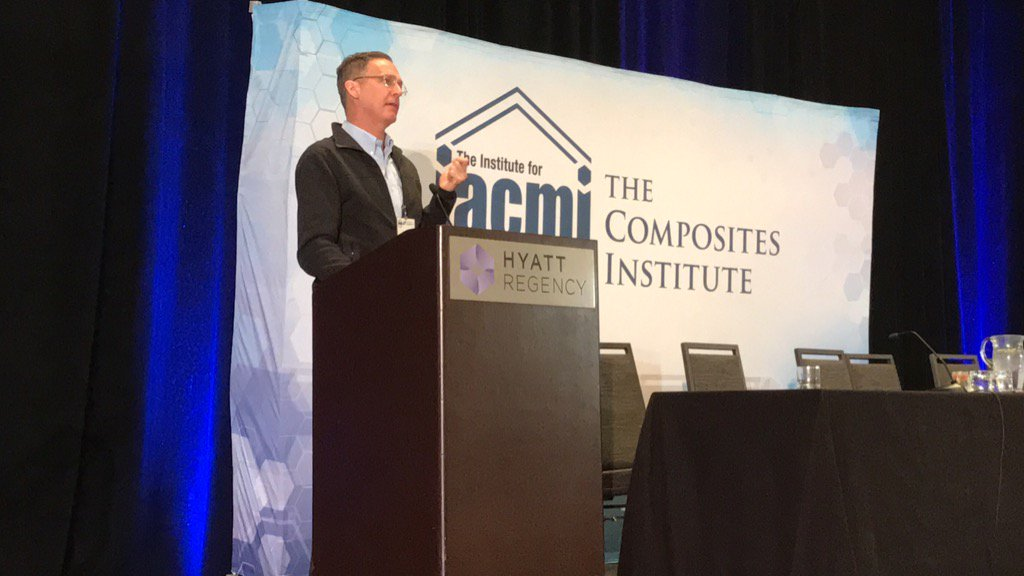 The Institute for
acmi
THE
COMPOSITES
INSTITUTE
HYATT
REGENCY